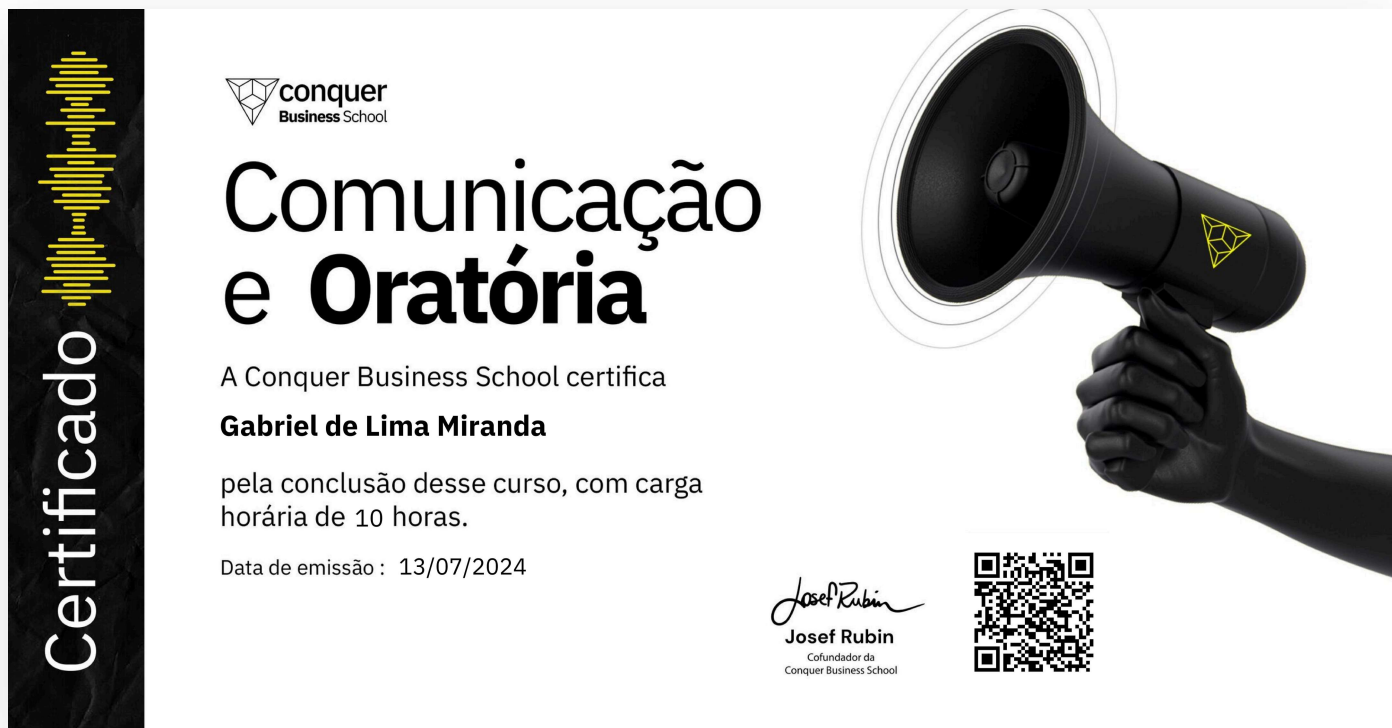 Certificado
conquer
Business School
Comunicação
e Oratória
A Conquer Business School certifica
Gabriel de Lima Miranda
pela conclusão desse curso, com carga
horária de 10 horas.
Data de emissão : 13/07/2024
Josef Rubin
Josef Rubin
Cofundador da
Conquer Business School